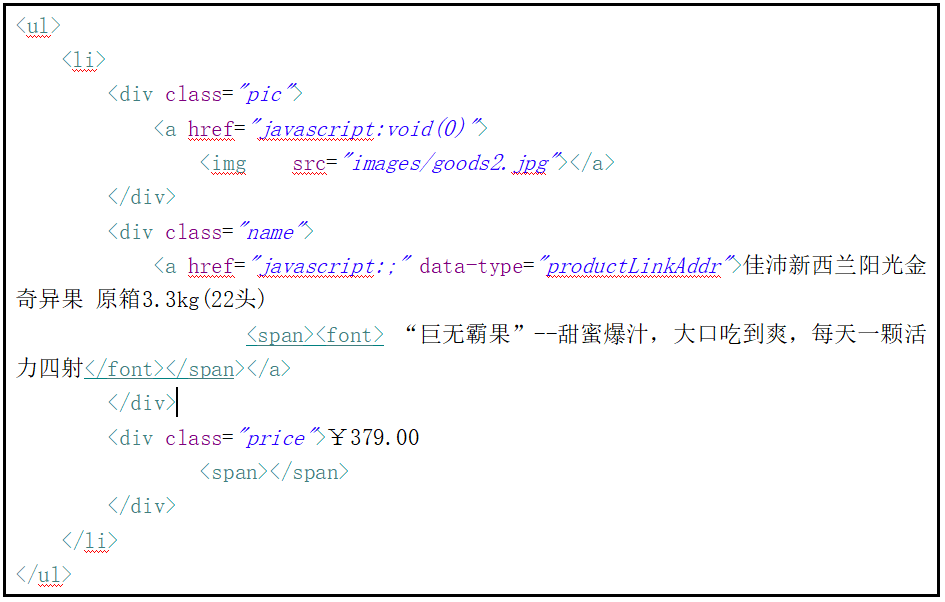 <ul>
<li>
<div class="pic">
<a href="javascript:void(0)">
<img src="images/goods2.jpg"></a>
</div>
<div class="name">
<a href="javascript:;" data-type="productLinkAddr">佳沛新西兰阳光金
奇异果 原箱3.3kg(22头)
<span><font> “巨无霸果”--甜蜜爆汁，大口吃到爽，每天一颗活
力四射</font></span></a>
</div>
<div class="price">￥379.00
<span></span>
</div>
</li>
</ul>